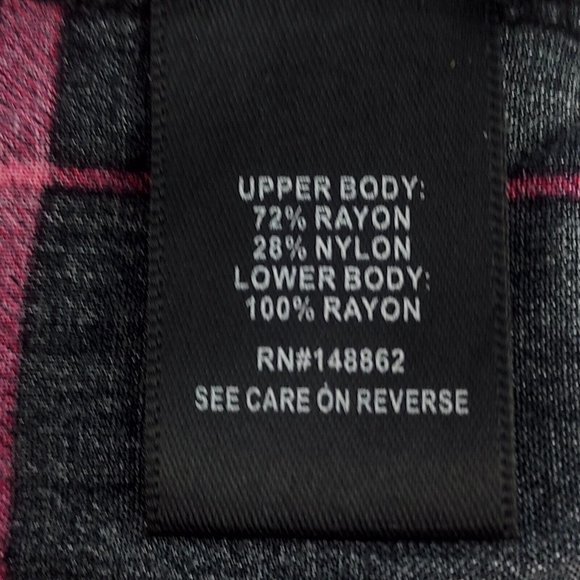 UPPER BODY:
72% RAYON
28% NYLON
LOWER BODY:
100% RAYON
RN#148862
SEE CARE ON REVERSE